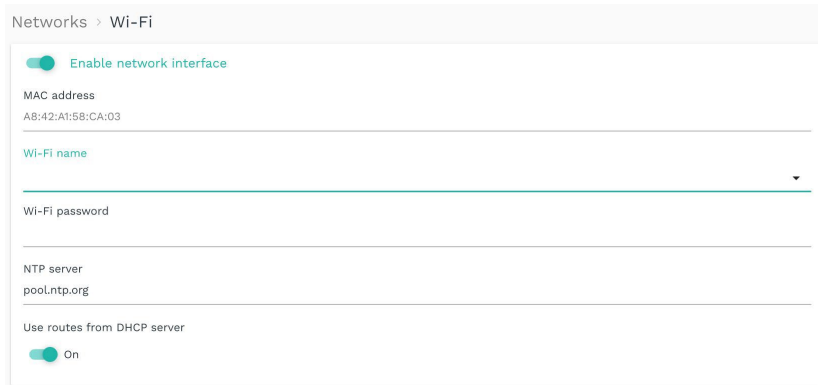 Networks > Wi-Fi
Enable network interface
MAC address
A8:42:A1:58:CA:03
Wi-Fi name
Wi-Fi password
NTP server
pool.ntp.org
Use routes from DHCP server
On